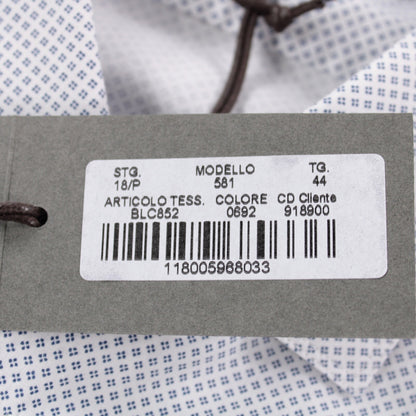 STG. MODELLO TG.
18/P 581 44
ARTICOLO TESS. COLORE CD Cliente
BLC852 0692 918900
118005968033